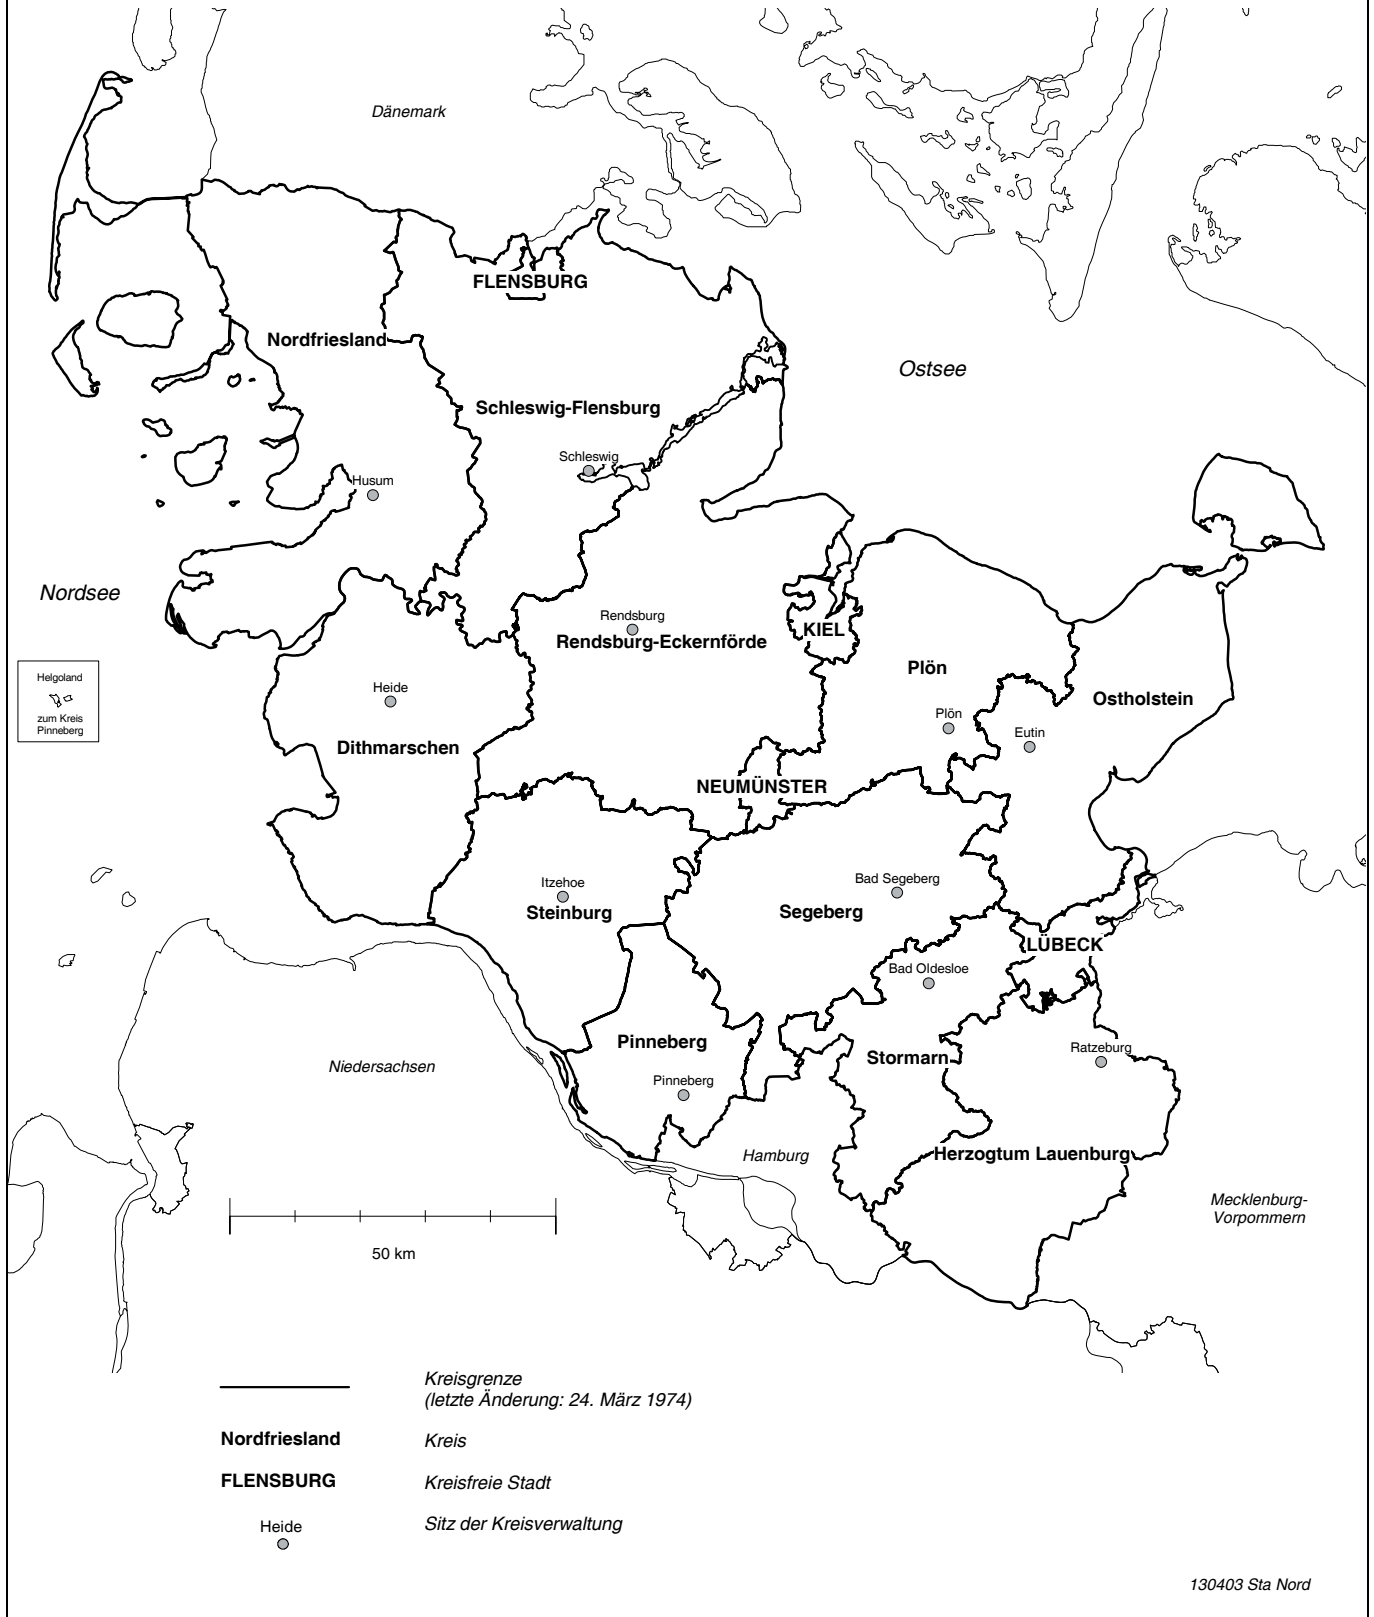 Dänemark
FLENSBURG
Nordfriesland
Ostsee
Schleswig-Flensburg
Schleswig
Husum
Nordsee
Rendsburg
KIEL
Rendsburg-Eckernförde
Plön
Helgoland
zum Kreis
Pinneberg
Heide
Ostholstein
Plön
Eutin
Dithmarschen
NEUMÜNSTER
Itzehoe
Bad Segeberg
Steinburg
Segeberg
LÜBECK
Bad Oldesloe
Pinneberg
Ratzeburg
Stormarn
Niedersachsen
Pinneberg
Hamburg
Herzogtum Lauenburg
Mecklenburg-
Vorpommern
50 km
Kreisgrenze
(letzte Änderung: 24. März 1974)
Nordfriesland Kreis
FLENSBURG Kreisfreie Stadt
Heide Sitz der Kreisverwaltung
130403 Sta Nord